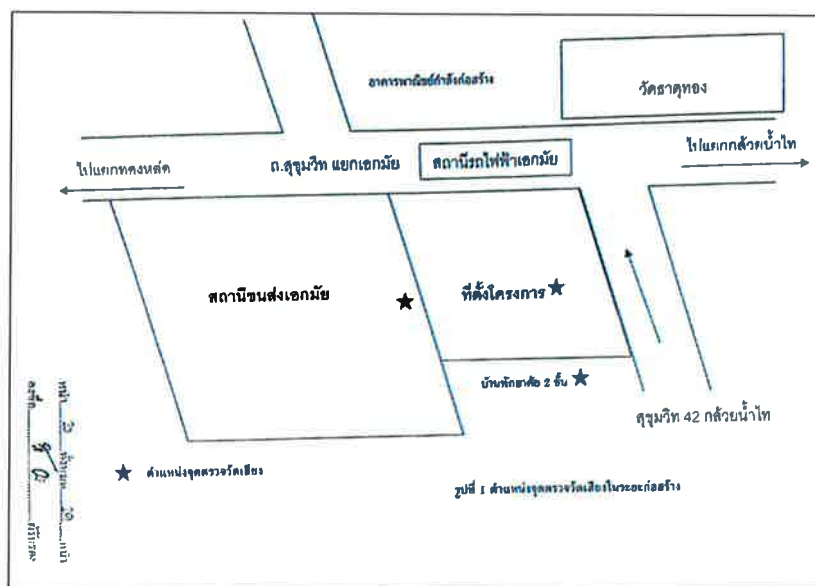 อาคารพาณิชย์กำลังก่อสร้าง
วัดธาตุทอง
ไปแยกทองหล่อ
ถ.สุขุมวิท แยกเอกมัย
สถานีรถไฟฟ้าเอกมัย
ไปแยกกล้วยน้ำไท
สถานีขนส่งเอกมัย
ที่ตั้งโครงการ
บ้านพักอาศัย 2 ชั้น
สุขุมวิท 42 กล้วยน้ำไท
ตำแหน่งจุดตรวจวัดเสียง
รูปที่ 1 ตำแหน่งจุดตรวจวัดเสียงในระยะก่อสร้าง
หน้า